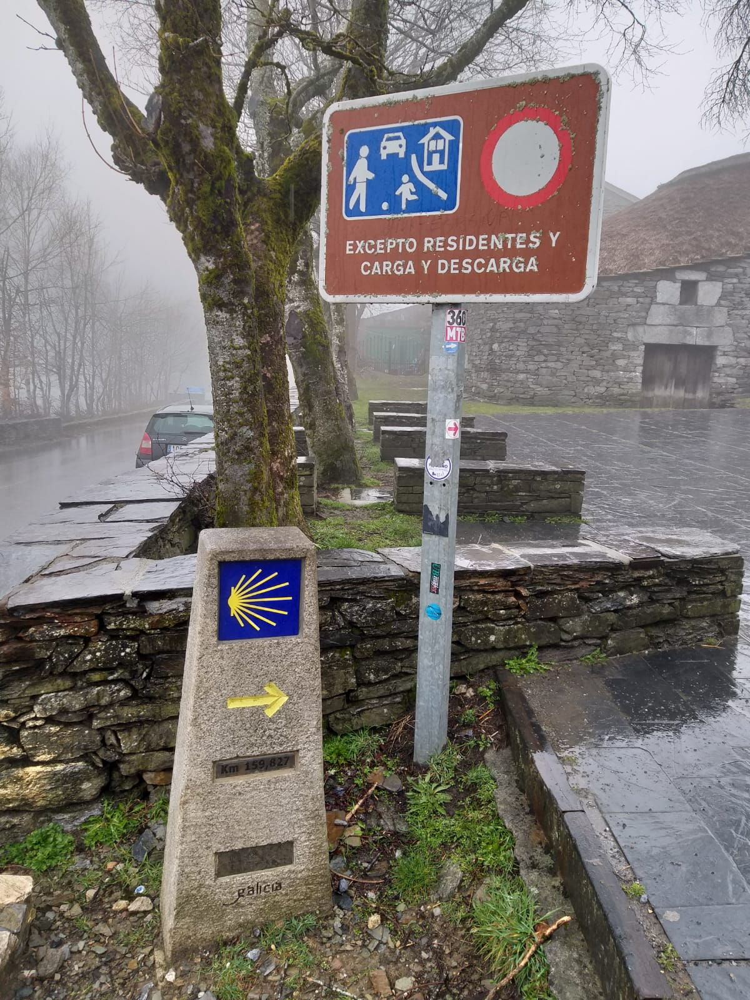 EXCEPTO RESIDENTES Y
CARGA Y DESCARGA
360
MTB
Km 159,827
galicia